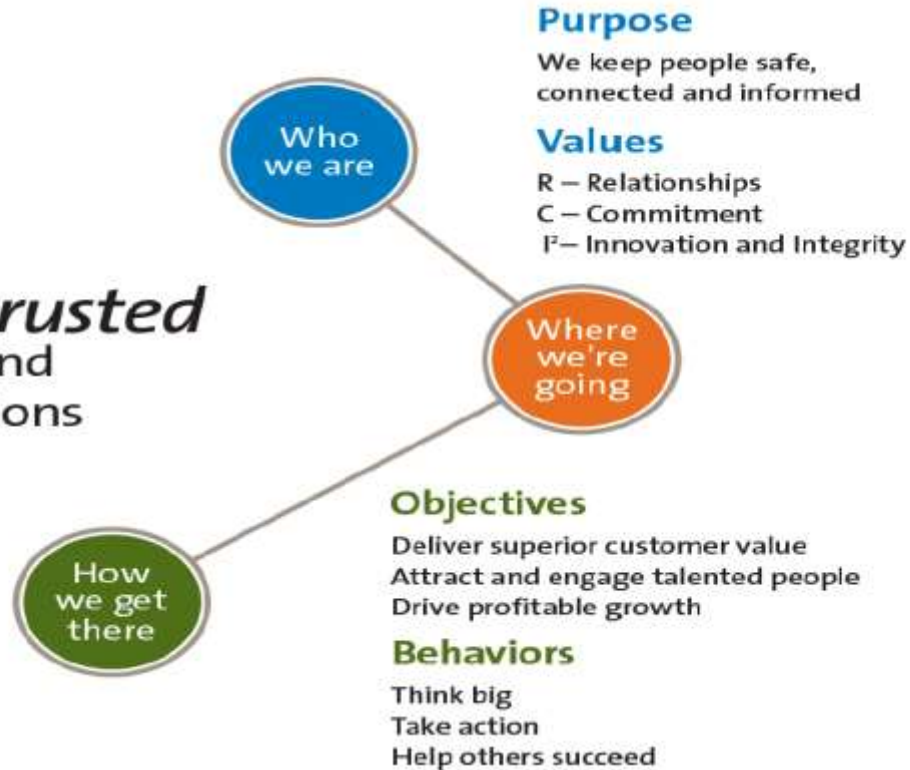 Purpose
We keep people safe,
connected and informed
Values
R – Relationships
C – Commitment
I²– Innovation and Integrity
Who
we are
rusted
nd
ons
Where
we're
going
Objectives
Deliver superior customer value
Attract and engage talented people
Drive profitable growth
How
we get
there
Behaviors
Think big
Take action
Help others succeed